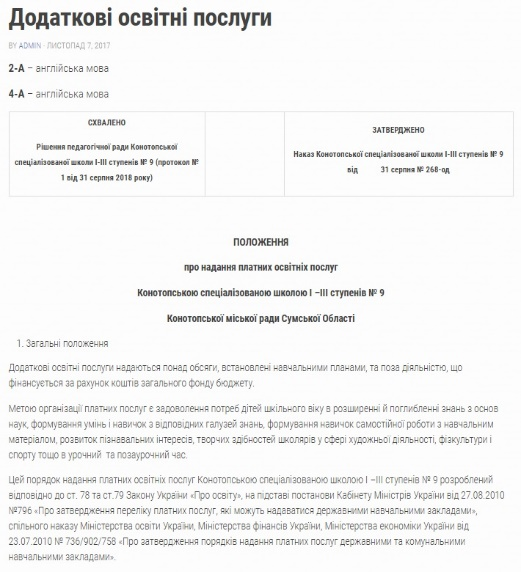 Додаткові освітні послуги
BY ADMIN · ЛИСТОПАД 7, 2017
2-А – англійська мова
4-А – англійська мова
СХВАЛЕНО
Рішення педагогічної ради Конотопської
спеціалізованої школи І-ІІІ ступенів № 9 (протокол №
1 від 31 серпня 2018 року)
ЗАТВЕРДЖЕНО
Наказ Конотопської спеціалізованої школи І-ІІІ ступенів № 9
від 31 серпня № 268-од
ПОЛОЖЕННЯ
про надання платних освітніх послуг
Конотопською спеціалізованою школою І –ІІІ ступенів № 9
Конотопської міської ради Сумської Області
1. Загальні положення
Додаткові освітні послуги надаються понад обсяги, встановлені навчальними планами, та поза діяльністю, що
фінансується за рахунок коштів загального фонду бюджету.
Метою організації платних послуг є задоволення потреб дітей шкільного віку в розширенні й поглибленні знань з основ
наук, формування умінь і навичок з відповідних галузей знань, формування навичок самостійної роботи з навчальним
матеріалом, розвиток пізнавальних інтересів, творчих здібностей школярів у сфері художньої діяльності, фізкультури і
спорту тощо в урочний та позаурочний час.
Цей порядок надання платних освітніх послуг Конотопською спеціалізованою школою І –ІІІ ступенів № 9 розроблений
відповідно до ст. 78 та ст.79 Закону України «Про освіту», на підставі постанови Кабінету Міністрів України від 27.08.2010
№796 «Про затвердження переліку платних послуг, які можуть надаватися державними навчальними закладами»,
спільного наказу Міністерства освіти України, Міністерства фінансів України, Міністерства економіки України від
23.07.2010 № 736/902/758 «Про затвердження порядків надання платних послуг державними та комунальними
навчальними закладами».